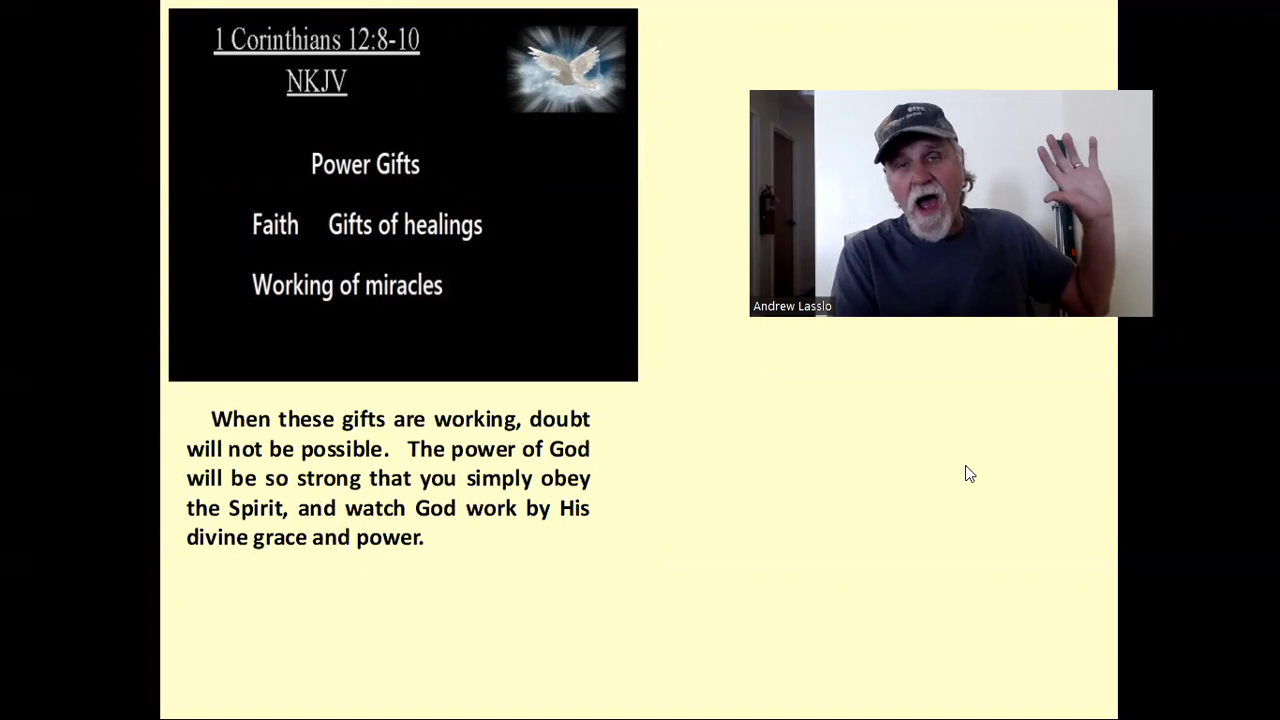 1 Corinthians 12:8-10
NKJV
Power Gifts
Faith Gifts of healings
Working of miracles
When these gifts are working, doubt
will not be possible. The power of God
will be so strong that you simply obey
the Spirit, and watch God work by His
divine grace and power.
Andrew Lasslo